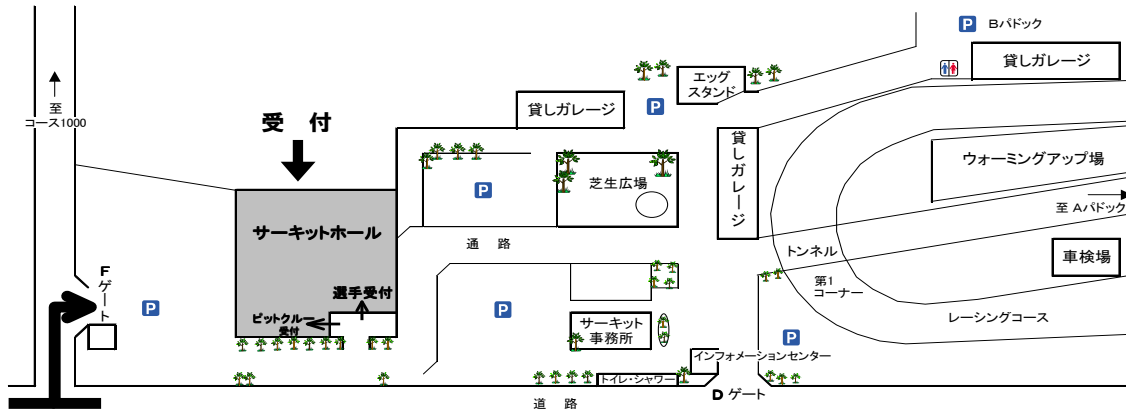 P
Bパドック
貸しガレージ
エッグ
スタンド
至
コース1000
貸しガレージ
P
受 付
貸しガレージ
ウォーミングアップ場
P
芝生広場
至 Aパドック
サーキットホール
通 路
トンネル
車検場
Fゲート
P
選手受付
ピットクルー
受付
P
サーキット
事務所
第1
コーナー
レーシングコース
P
インフォメーションセンター
トイレ・シャワー
D ゲート
道 路